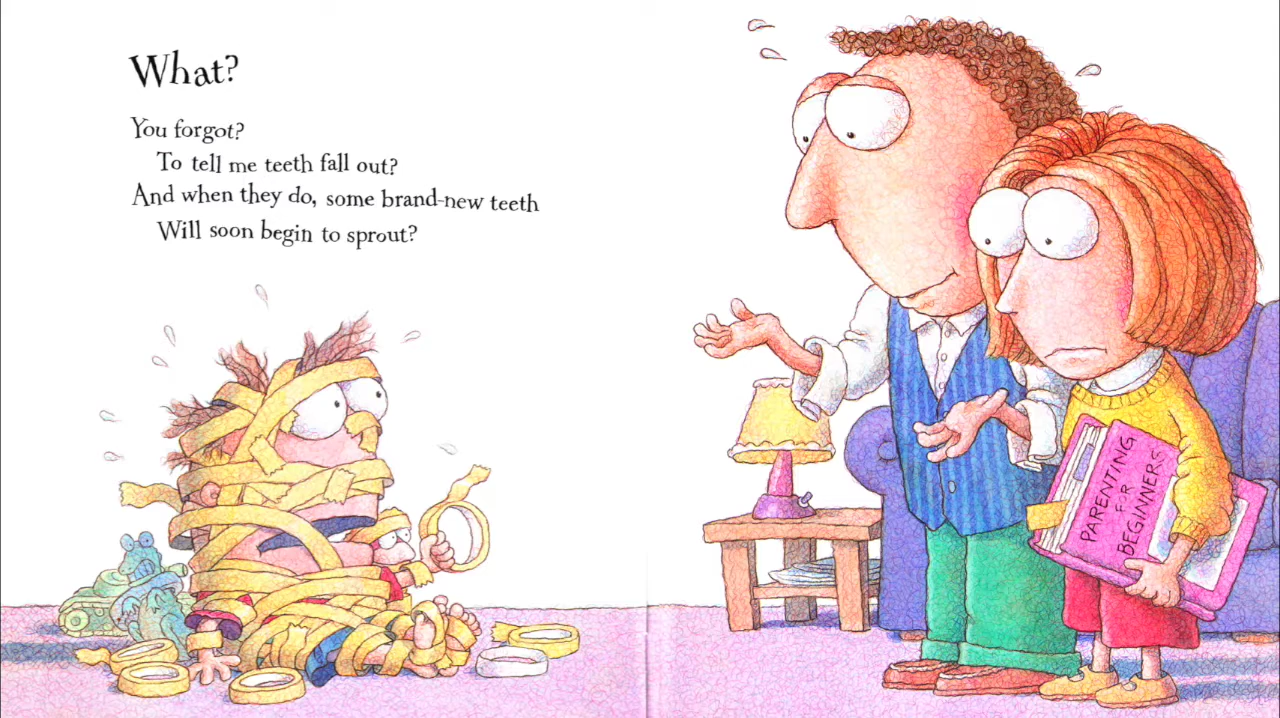 What?
You forgot?
To tell me teeth fall out?
And when they do, some brand-new teeth
Will soon begin to sprout?
PARENTING
FOR
BEGINNERS